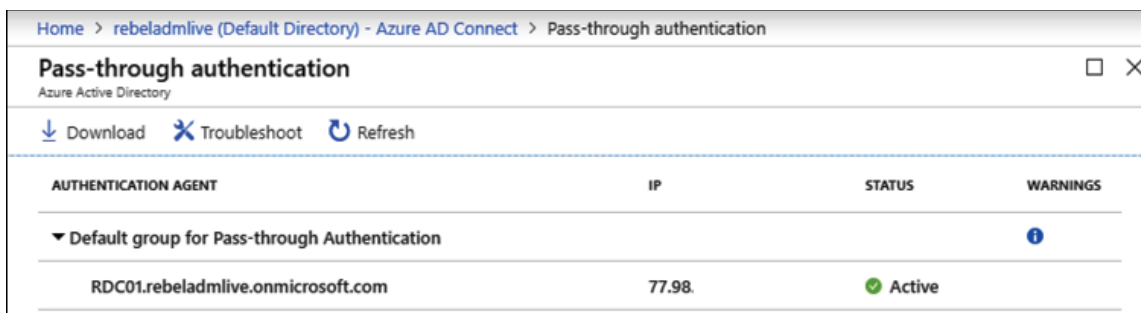 Home > rebeladmlive (Default Directory) - Azure AD Connect > Pass-through authentication
Pass-through authentication
Azure Active Directory
Download Troubleshoot Refresh
AUTHENTICATION AGENT IP STATUS WARNINGS
Default group for Pass-through Authentication
RDC01.rebeladmlive.onmicrosoft.com 77.98. Active